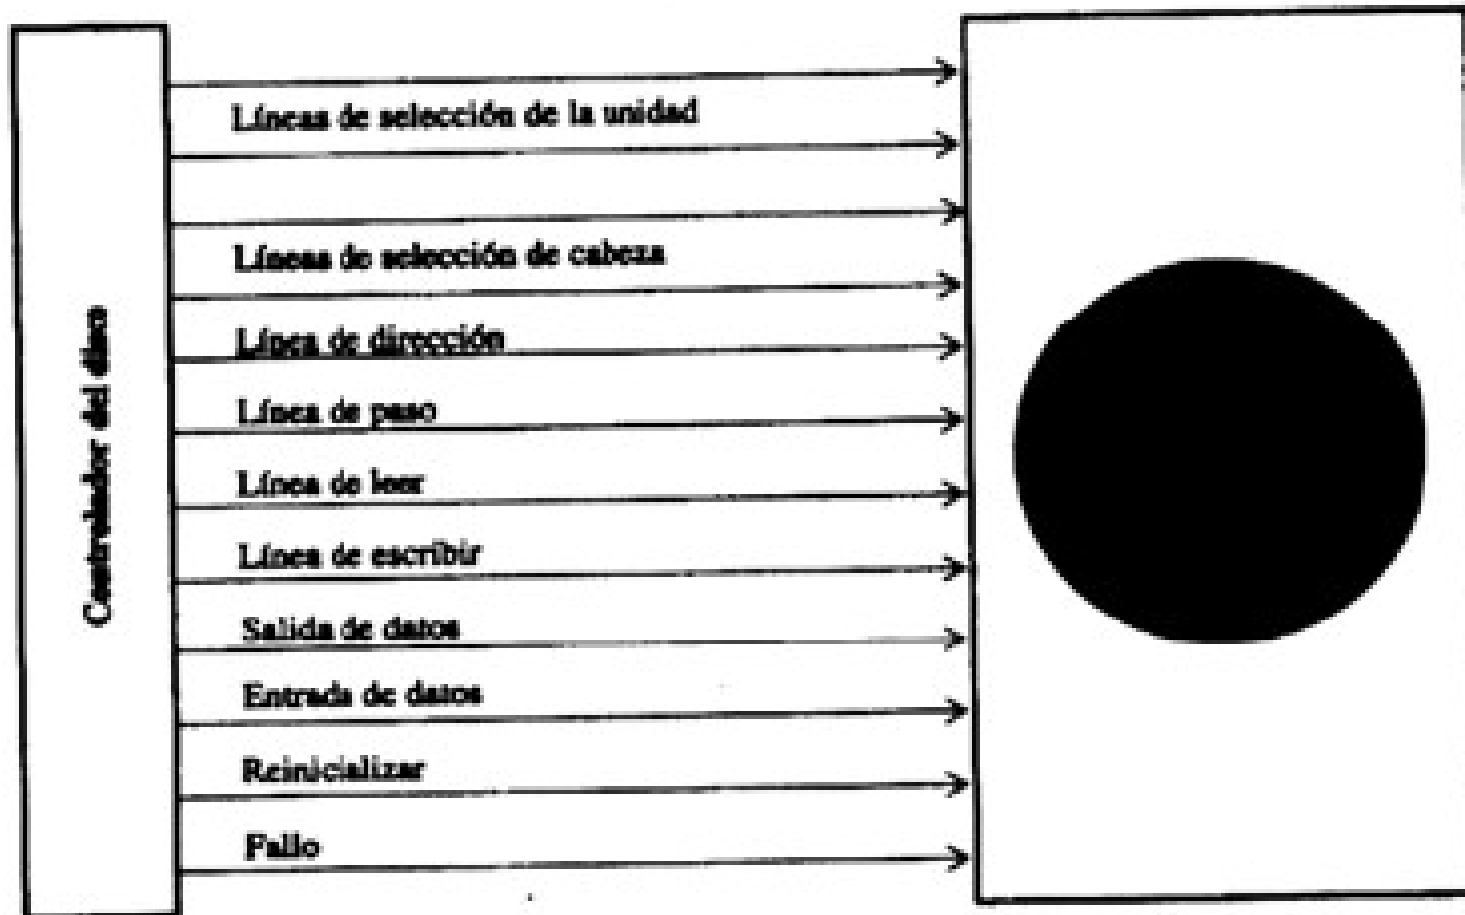 Controlador del disco
Líneas de selección de la unidad
Líneas de selección de cabeza
Línea de dirección
Línea de paso
Línea de leer
Línea de escribir
Salida de datos
Entrada de datos
Reinicializar
Fallo